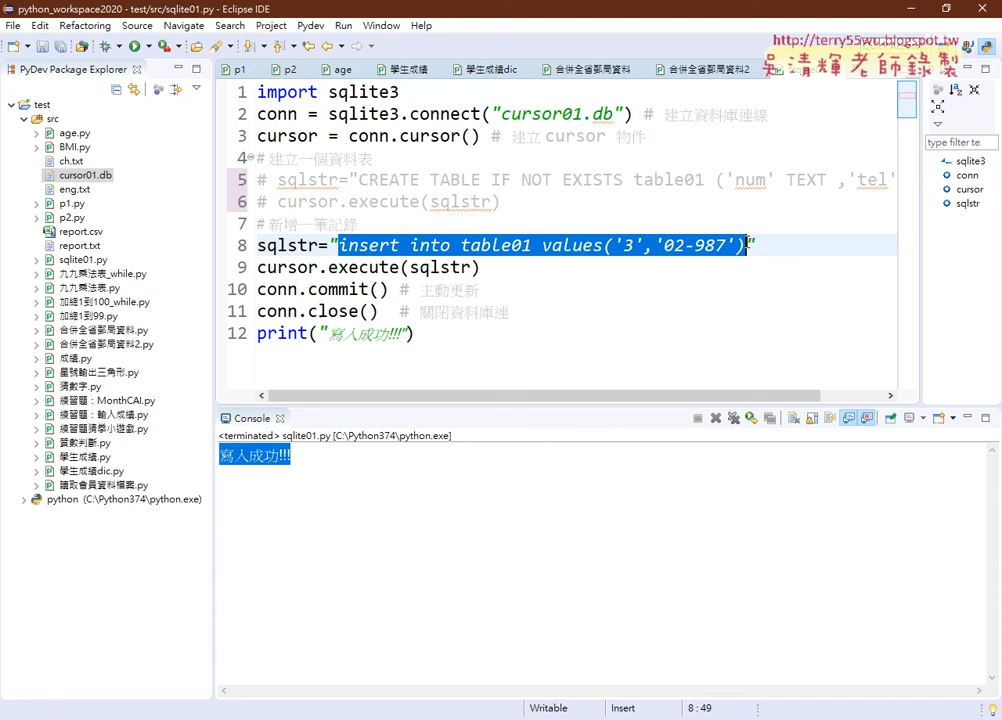 python_workspace2020 - test/src/sqlite01.py - Eclipse IDE
File Edit Refactoring Source Navigate Search Project Pydev Run Window Help
http://terry55wu.blogspot.tw
吳清輝老師錄製
PyDev Package Explorer
p1 p2 age 學生成績 學生成績dic 合併全省郵局資料 合併全省郵局資料2
test
src
age.py
BMI.py
ch.txt
cursor01.db
eng.txt
p1.py
p2.py
report.csv
report.txt
sqlite01.py
九九乘法表_while.py
九九乘法表.py
加總1到100_while.py
加總1到99.py
合併全省郵局資料.py
合併全省郵局資料2.py
成績.py
星號輸出三角形.py
猜數字.py
練習題：MonthCAl.py
練習題：輸入成績.py
練習題猜學小遊戲.py
質數判斷.py
學生成績.py
學生成績dic.py
讀取會員資料檔案.py
python (C:\Python374\python.exe)
1 import sqlite3
2 conn = sqlite3.connect("cursor01.db") # 建立資料庫連線
3 cursor = conn.cursor() # 建立 cursor 物件
4 # 建立一個資料表
5 # sqlstr="CREATE TABLE IF NOT EXISTS table01 ('num' TEXT ,'tel'
6 # cursor.execute(sqlstr)
7 # 新增一筆記錄
8 sqlstr="insert into table01 values('3','02-987')"
9 cursor.execute(sqlstr)
10 conn.commit() # 主動更新
11 conn.close() # 關閉資料庫連
12 print("寫入成功!!!")
type filter te
sqlite3
conn
cursor
sqlstr
Console
<terminated> sqlite01.py [C:\Python374\python.exe]
寫入成功!!!
Writable Insert 8 : 49